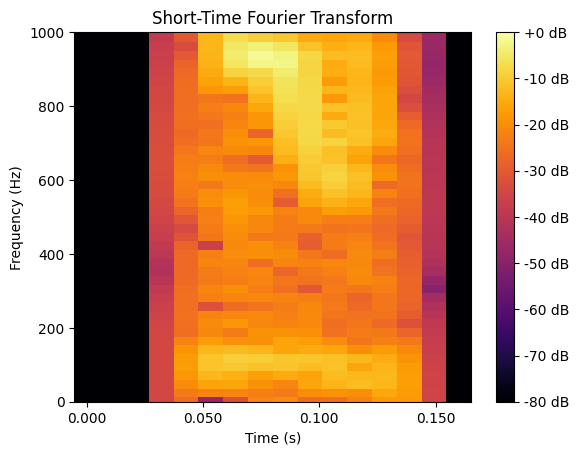 Short-Time Fourier Transform
1000
800
600
400
200
0
Frequency (Hz)
0.000
0.050
0.100
0.150
Time (s)
+0 dB
-10 dB
-20 dB
-30 dB
-40 dB
-50 dB
-60 dB
-70 dB
-80 dB